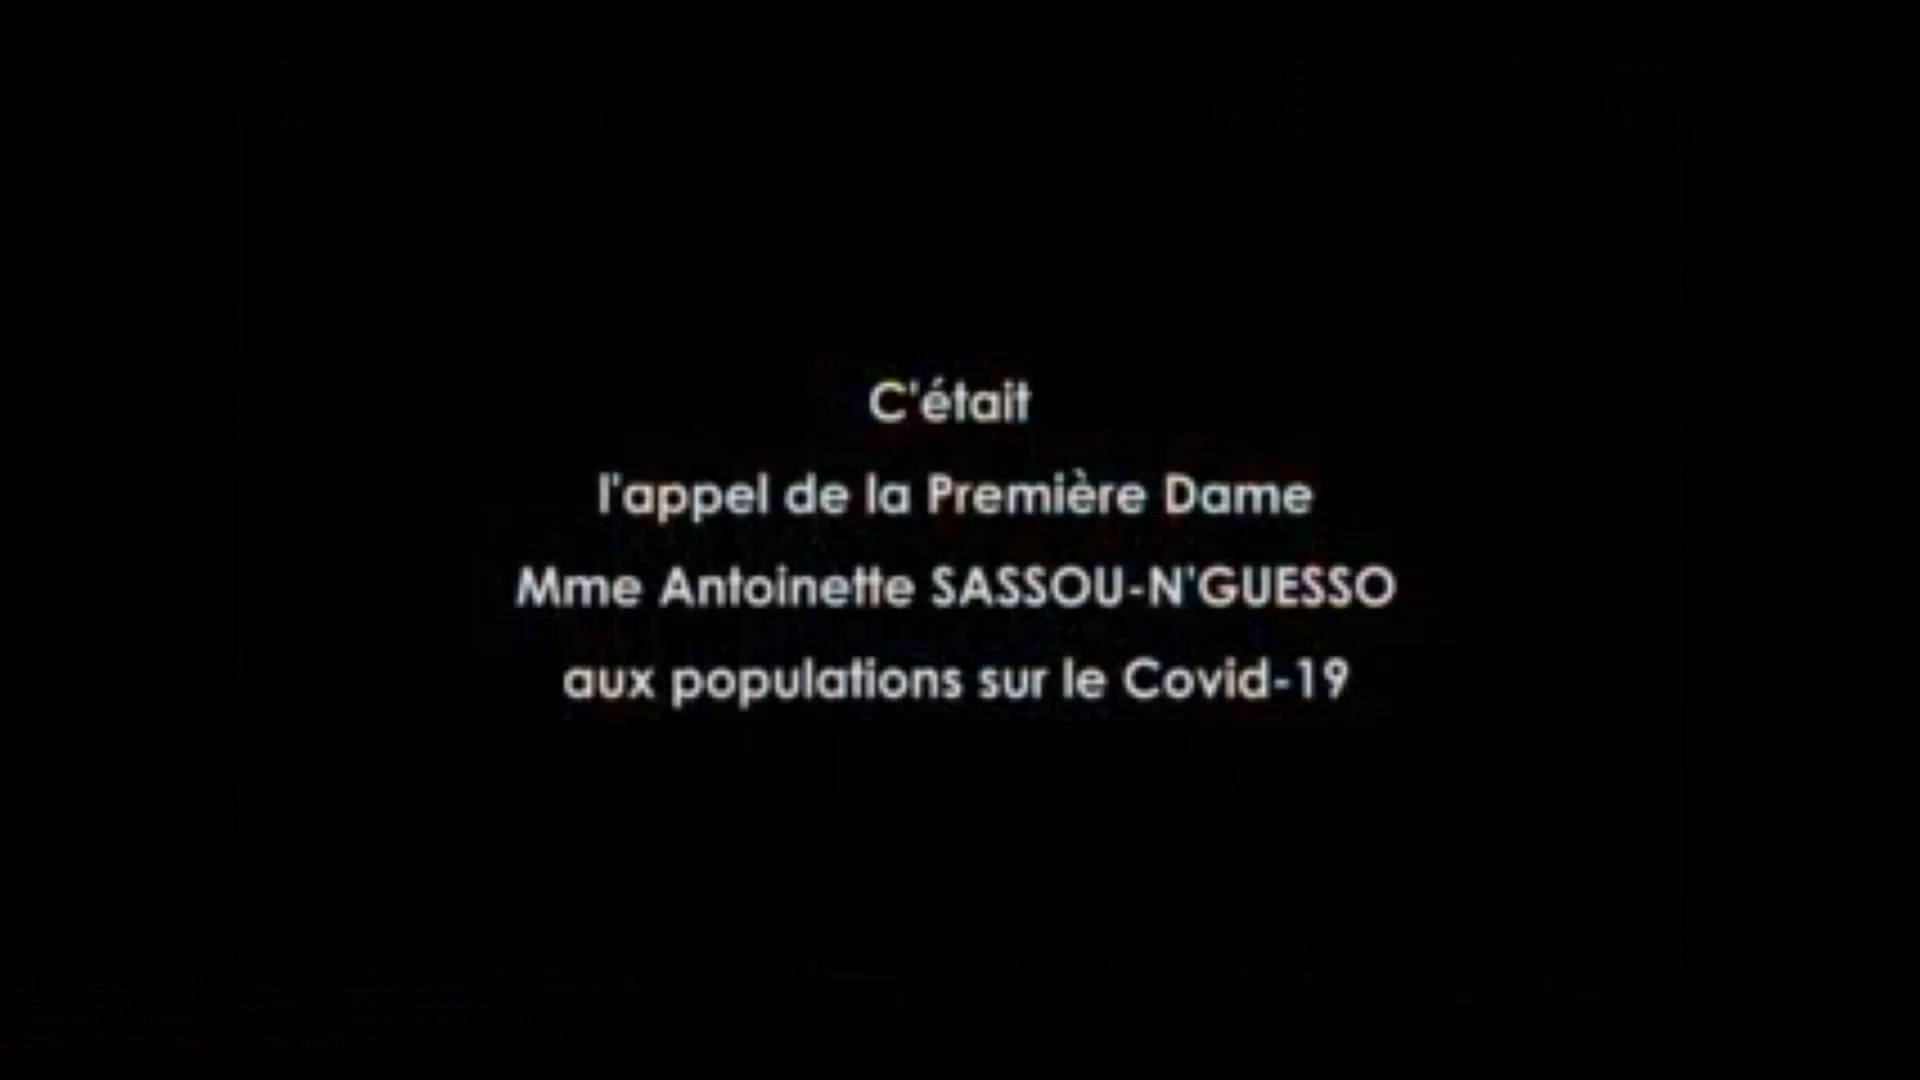 C'était
l'appel de la Première Dame
Mme Antoinette SASSOU-N'GUESSO
aux populations sur le Covid-19